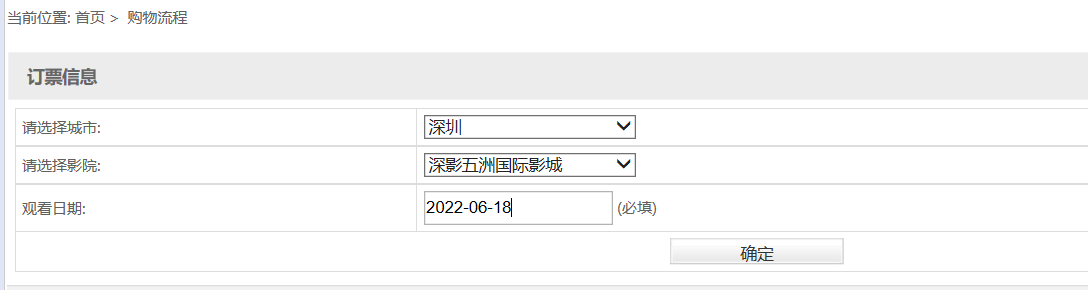 当前位置: 首页 > 购物流程
订票信息
请选择城市: 深圳
请选择影院: 深影五洲国际影城
观看日期: 2022-06-18 (必填)
确定